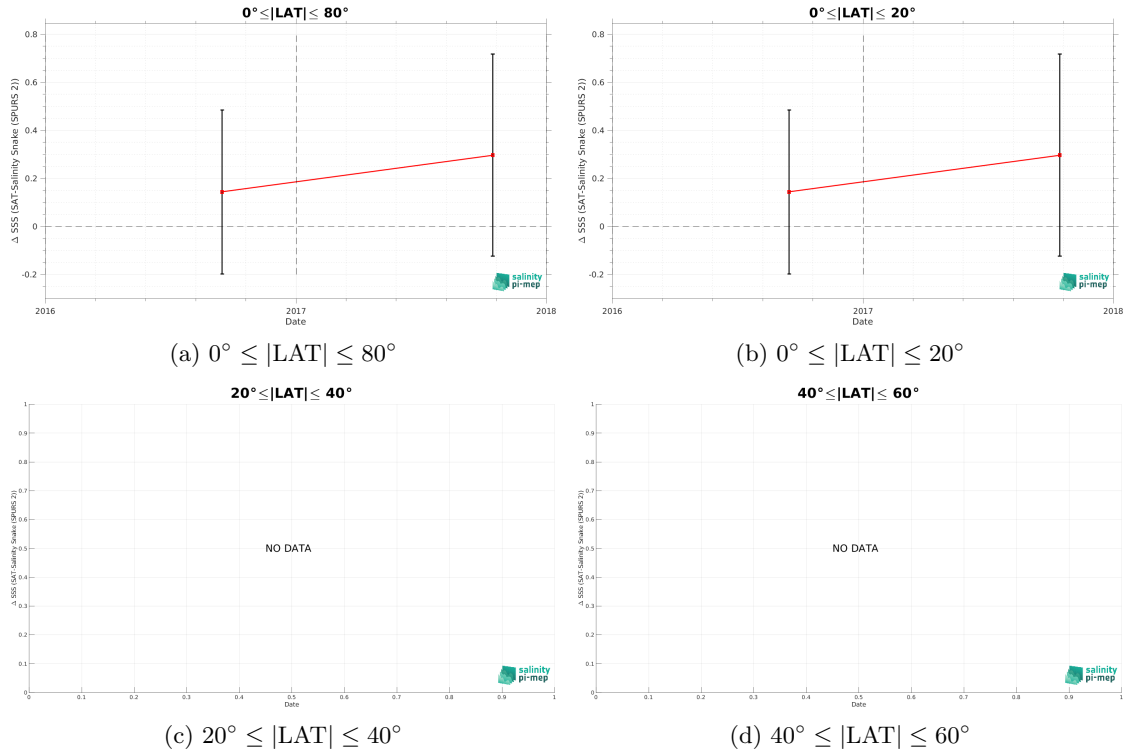 0°≤|LAT|≤ 80°
Δ SSS (SAT-Salinity Snake (SPURS 2))
0.8
0.6
0.4
0.2
0
-0.2
2016
2017
2018
Date
salinity
pi-mep
(a) 0° ≤ |LAT| ≤ 80°
0°≤|LAT|≤ 20°
Δ SSS (SAT-Salinity Snake (SPURS 2))
0.8
0.6
0.4
0.2
0
-0.2
2016
2017
2018
Date
salinity
pi-mep
(b) 0° ≤ |LAT| ≤ 20°
20°≤|LAT|≤ 40°
Δ SSS (SAT-Salinity Snake (SPURS 2))
1
0.9
0.8
0.7
0.6
0.5
0.4
0.3
0.2
0.1
0
NO DATA
0 0.1 0.2 0.3 0.4 0.5 0.6 0.7 0.8 0.9 1
Date
salinity
pi-mep
(c) 20° ≤ |LAT| ≤ 40°
40°≤|LAT|≤ 60°
Δ SSS (SAT-Salinity Snake (SPURS 2))
1
0.9
0.8
0.7
0.6
0.5
0.4
0.3
0.2
0.1
0
NO DATA
0 0.1 0.2 0.3 0.4 0.5 0.6 0.7 0.8 0.9 1
Date
salinity
pi-mep
(d) 40° ≤ |LAT| ≤ 60°